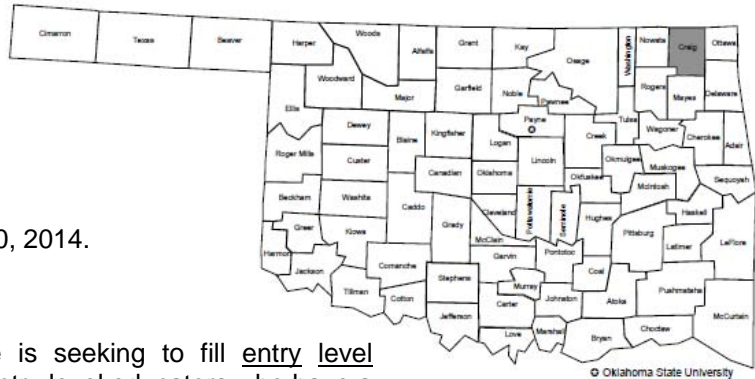 Cimarron Texas Beaver Harper Woods Alfalfa Grant Kay Osage Washington Nowata Craig Ottawa
Ellis Woodward Major Garfield Noble Pawnee Rogers Mayes Delaware
Dewey Blaine Kingfisher Logan Payne Creek Tulsa Wagoner Cherokee Adair
Roger Mills Custer Canadian Oklahoma Lincoln Okfuskee Okmulgee Muskogee Sequoyah
Beckham Washita Caddo Grady Cleveland Pottawatomie Seminole Hughes McIntosh Haskell
0, 2014.
Harmon Greer Kiowa McClain Garvin Pontotoc Pittsburg Latimer LeFlore
Jackson Comanche Stephens Murray Coal Pushmataha
Tillman Cotton Jefferson Carter Johnston Atoka McCurtain
Love Marshall Bryan Choctaw
e is seeking to fill entry level
Oklahoma State University